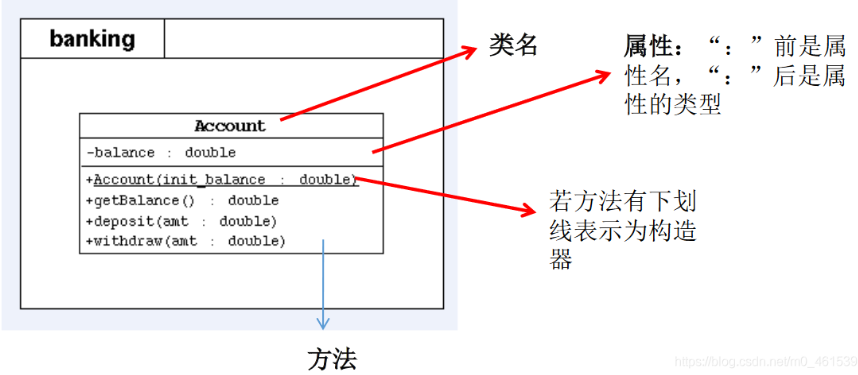 banking
类名
属性：“：”前是属
性名，“：”后是属
性的类型
Account
-balance : double
+Account(init_balance : double)
+getBalance() : double
+deposit(amt : double)
+withdraw(amt : double)
若方法有下划
线表示为构造
器
方法
https://blog.csdn.net/m0_461539